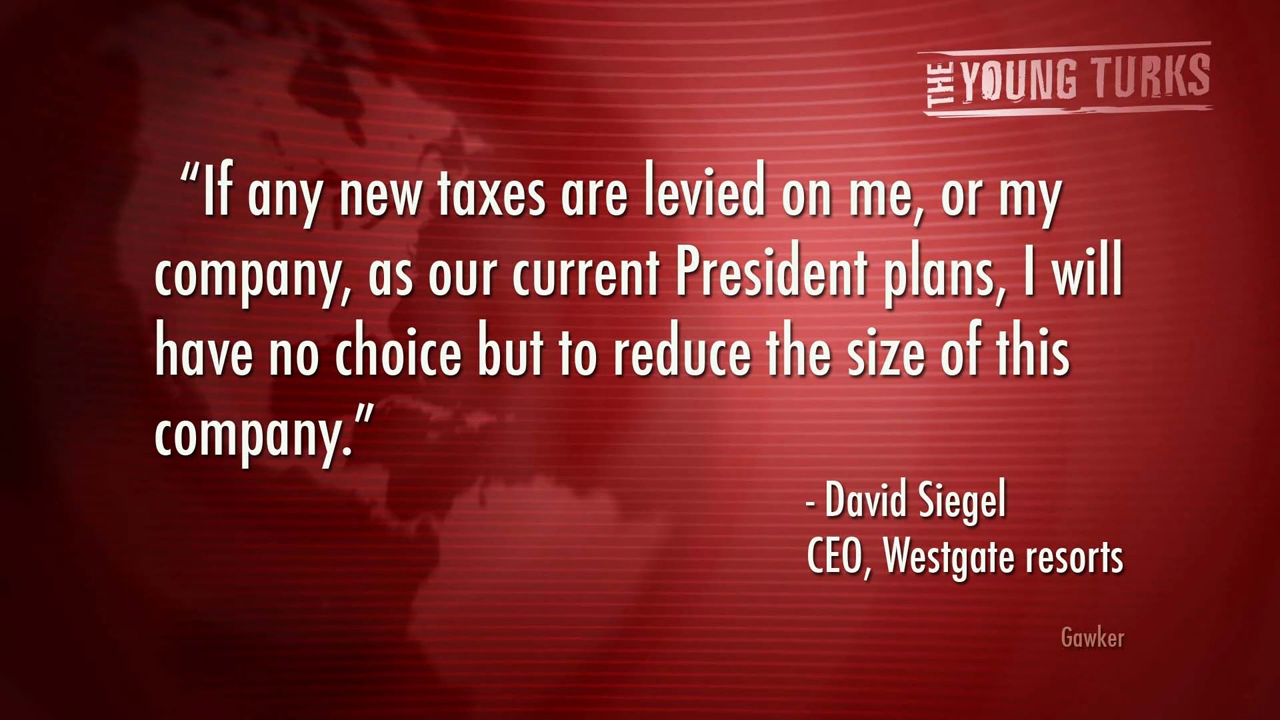 THE YOUNG TURKS
“If any new taxes are levied on me, or my
company, as our current President plans, I will
have no choice but to reduce the size of this
company.”
- David Siegel
CEO, Westgate resorts
Gawker